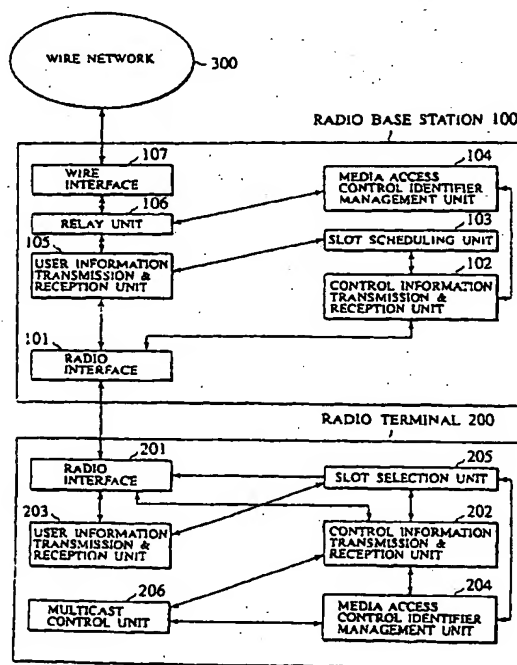 WIRE NETWORK
300
RADIO BASE STATION 100
107
WIRE
INTERFACE
104
MEDIA ACCESS
CONTROL IDENTIFIER
MANAGEMENT UNIT
106
RELAY UNIT
103
SLOT SCHEDULING UNIT
105
USER INFORMATION
TRANSMISSION &
RECEPTION UNIT
102
CONTROL INFORMATION
TRANSMISSION &
RECEPTION UNIT
101
RADIO
INTERFACE
RADIO TERMINAL 200
201
RADIO
INTERFACE
205
SLOT SELECTION UNIT
203
USER INFORMATION
TRANSMISSION &
RECEPTION UNIT
202
CONTROL INFORMATION
TRANSMISSION &
RECEPTION UNIT
206
MULTICAST
CONTROL UNIT
204
MEDIA ACCESS
CONTROL IDENTIFIER
MANAGEMENT UNIT